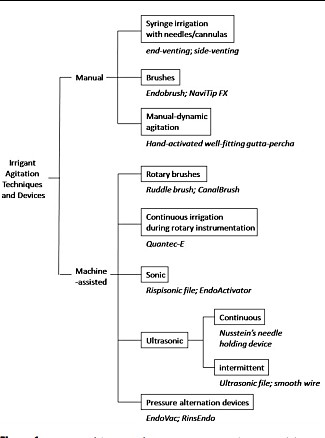 Syringe Irrigation
with needles/cannulas
end-venting; side-venting
Manual
Brushes
Endobrush; NaviTip FX
Manual-dynamic
agitation
Hand-activated well-fitting gutta-percha
Irrigant
Agitation
Techniques
and Devices
Rotary brushes
Ruddle brush; CanalBrush
Continuous irrigation
during rotary instrumentation
Quantec-E
Machine
-assisted
Sonic
Rispisonic file; EndoActivator
Ultrasonic
Continuous
Nusstein's needle
holding device
intermittent
Ultrasonic file; smooth wire
Pressure alternation devices
EndoVac; RinsEndo